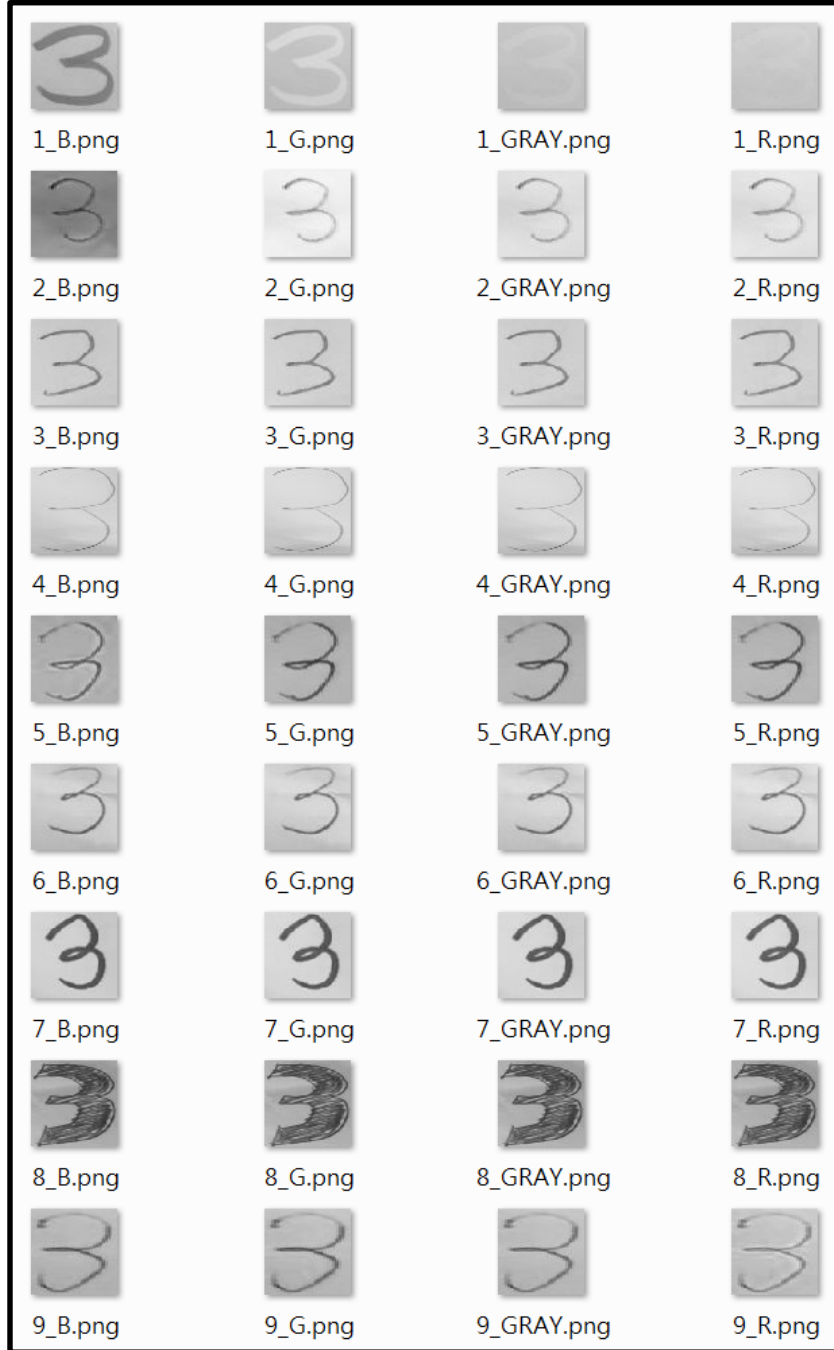 3 3 3 3
1_B.png 1_G.png 1_GRAY.png 1_R.png
3 3 3 3
2_B.png 2_G.png 2_GRAY.png 2_R.png
3 3 3 3
3_B.png 3_G.png 3_GRAY.png 3_R.png
3 3 3 3
4_B.png 4_G.png 4_GRAY.png 4_R.png
3 3 3 3
5_B.png 5_G.png 5_GRAY.png 5_R.png
3 3 3 3
6_B.png 6_G.png 6_GRAY.png 6_R.png
3 3 3 3
7_B.png 7_G.png 7_GRAY.png 7_R.png
3 3 3 3
8_B.png 8_G.png 8_GRAY.png 8_R.png
3 3 3 3
9_B.png 9_G.png 9_GRAY.png 9_R.png